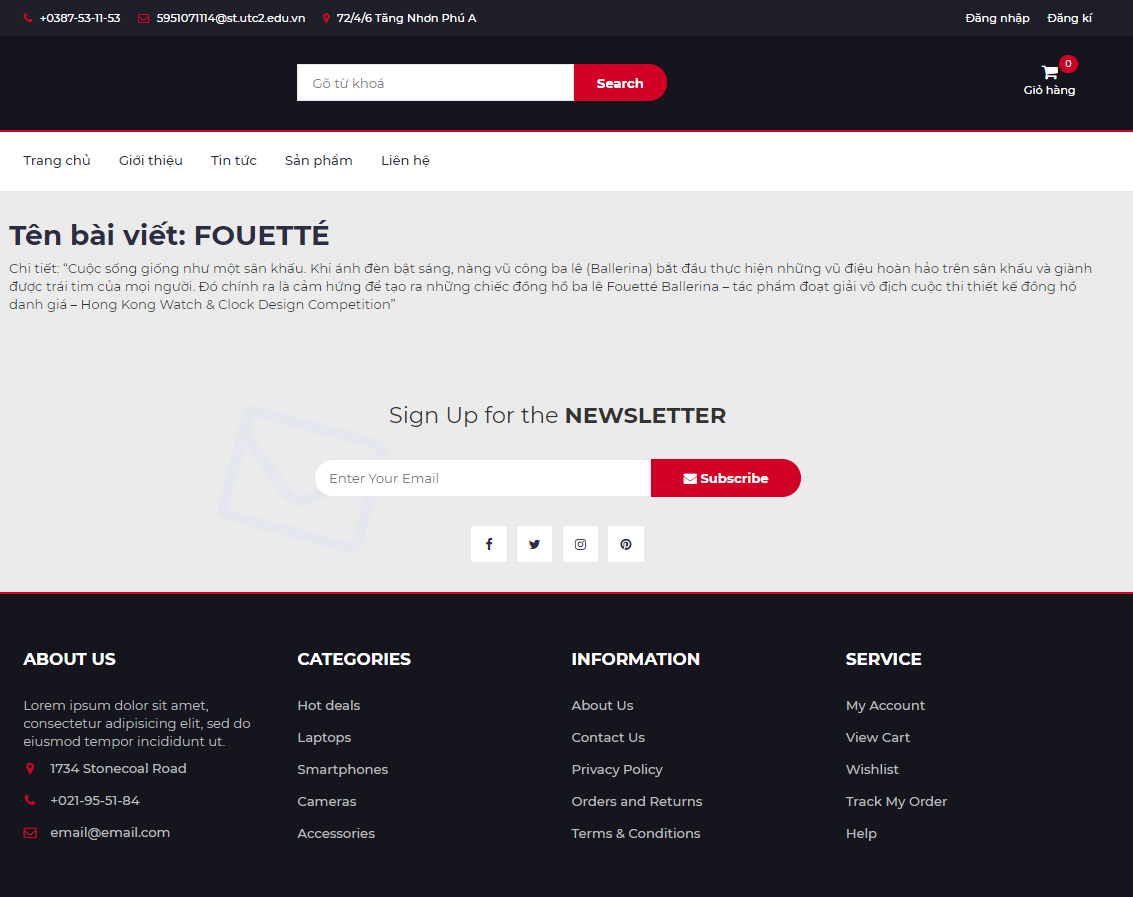 +0387-53-11-53 5951071114@st.utc2.edu.vn 72/4/6 Tăng Nhơn Phú A Đăng nhập Đăng kí
Gõ từ khoá Search 0
Giỏ hàng
Trang chủ Giới thiệu Tin tức Sản phẩm Liên hệ
Tên bài viết: FOUETTÉ
Chi tiết: “Cuộc sống giống như một sân khấu. Khi ánh đèn bật sáng, nàng vũ công ba lê (Ballerina) bắt đầu thực hiện những vũ điệu hoàn hảo trên sân khấu và giành
được trái tim của mọi người. Đó chính ra là cảm hứng để tạo ra những chiếc đồng hồ ba lê Fouetté Ballerina – tác phẩm đoạt giải vô địch cuộc thi thiết kế đồng hồ
danh giá – Hong Kong Watch & Clock Design Competition”
Sign Up for the NEWSLETTER
Enter Your Email Subscribe
ABOUT US CATEGORIES INFORMATION SERVICE
Lorem ipsum dolor sit amet, Hot deals About Us My Account
consectetur adipisicing elit, sed do
eiusmod tempor incididunt ut. Laptops Contact Us View Cart
1734 Stonecoal Road Smartphones Privacy Policy Wishlist
+021-95-51-84 Cameras Orders and Returns Track My Order
email@email.com Accessories Terms & Conditions Help